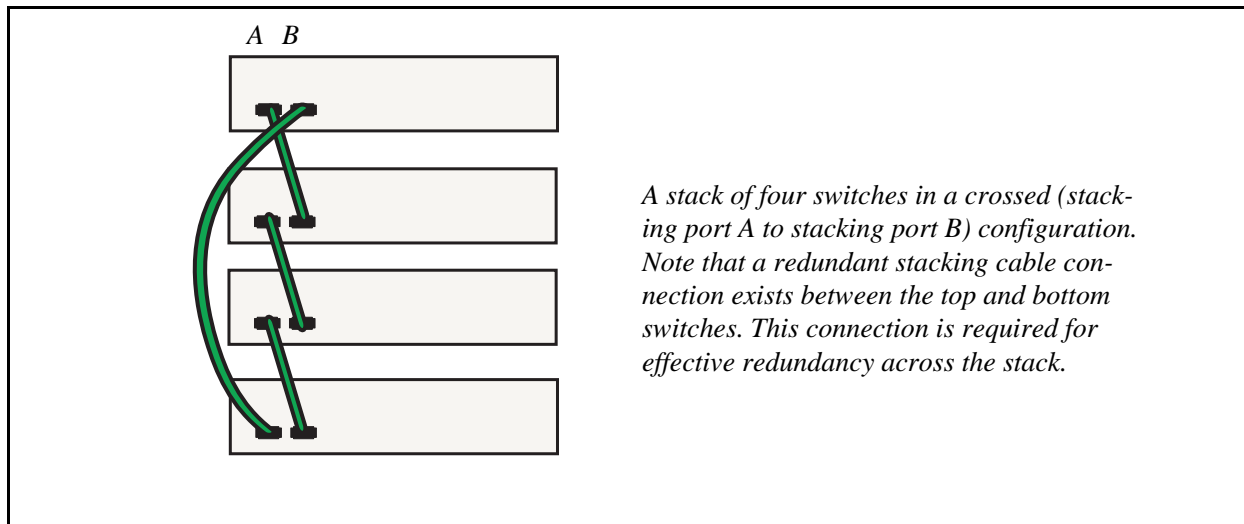 A B
A stack of four switches in a crossed (stack-
ing port A to stacking port B) configuration.
Note that a redundant stacking cable con-
nection exists between the top and bottom
switches. This connection is required for
effective redundancy across the stack.